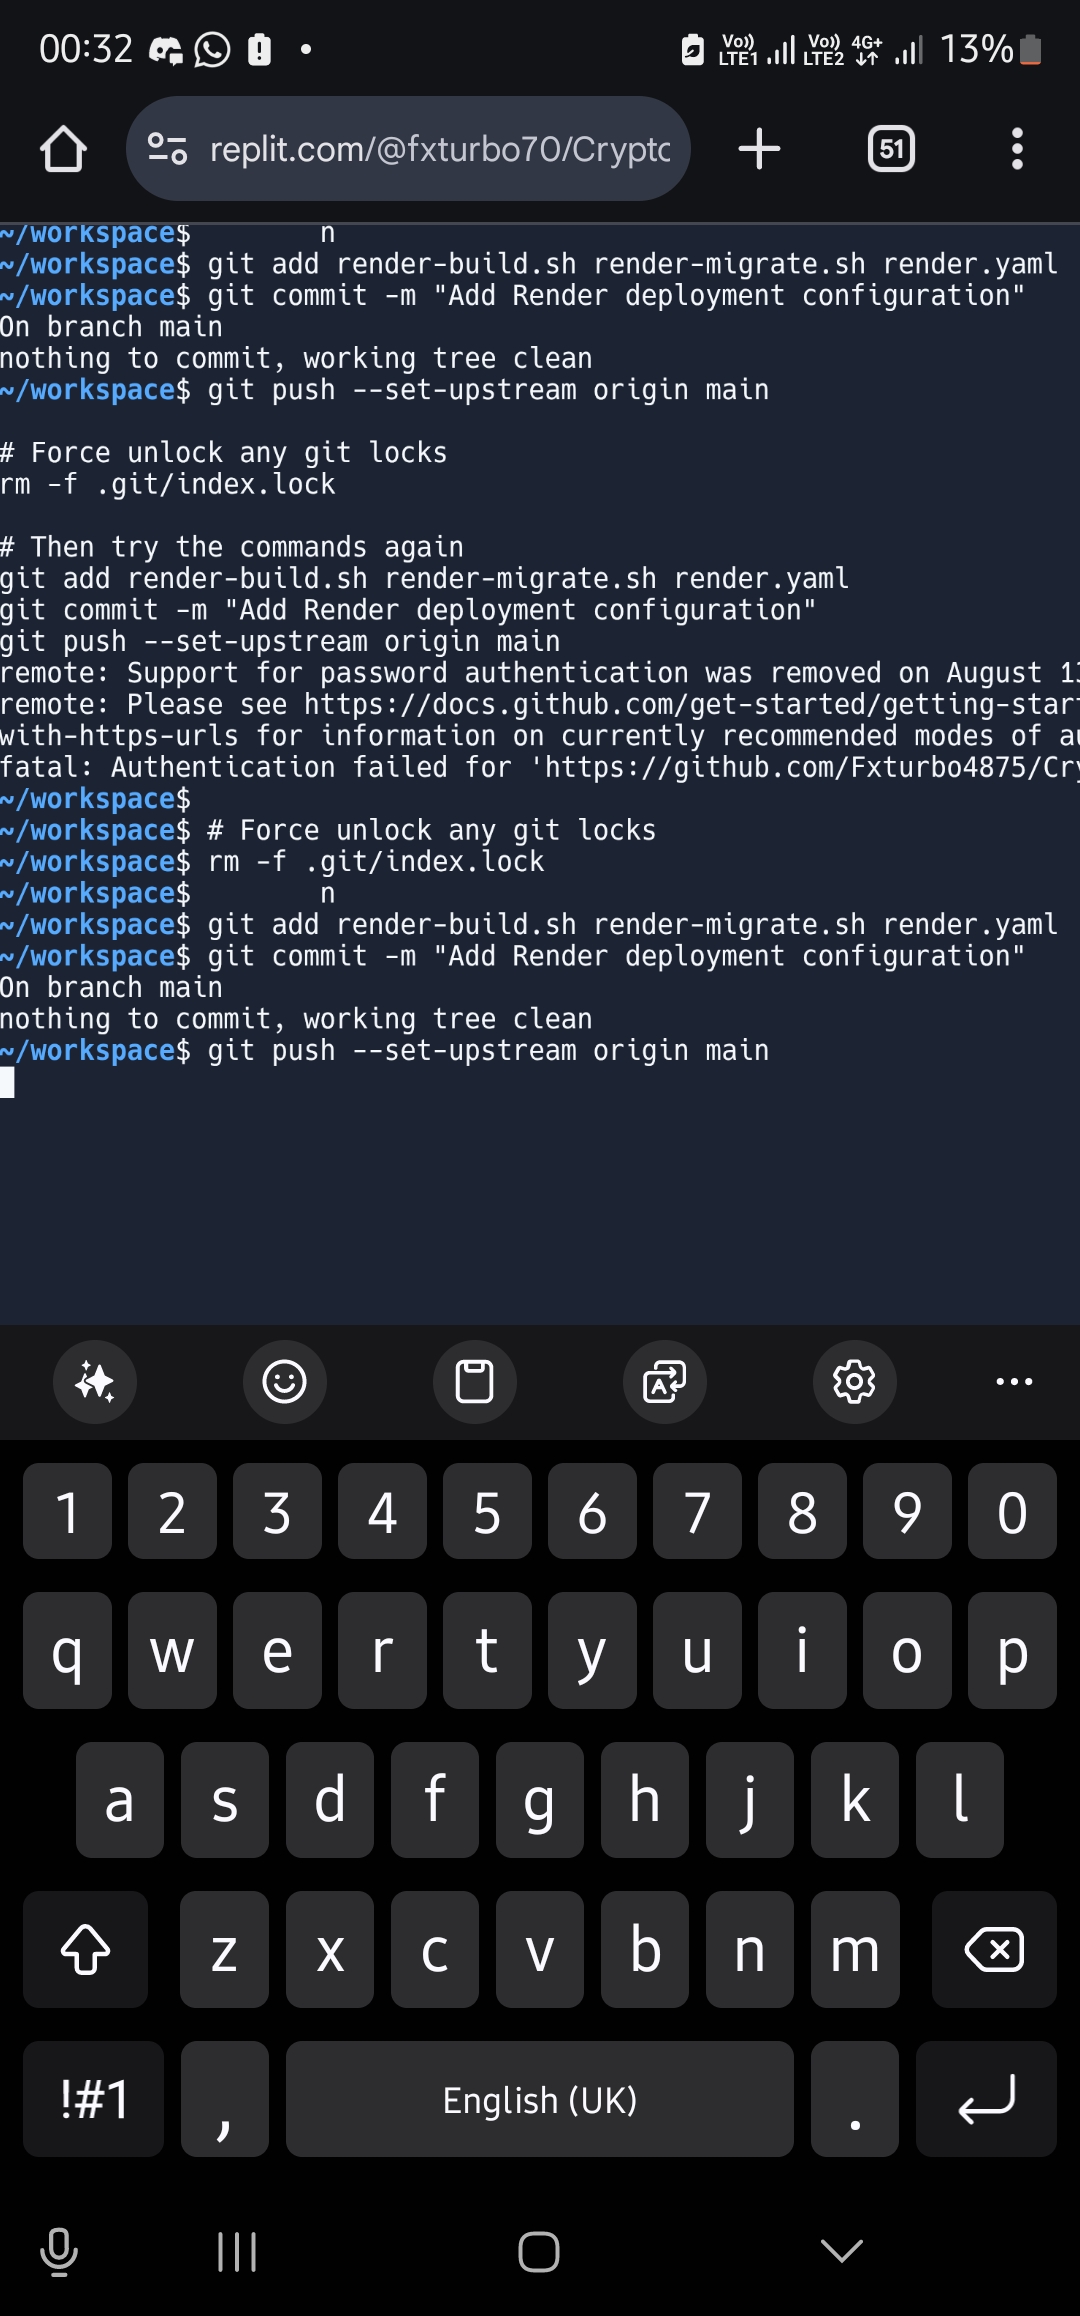 00:32
Vo)) LTE1 Vo)) LTE2 4G+ 13%
replit.com/@fxturbo70/Crypto
51
~/workspace$ n
~/workspace$ git add render-build.sh render-migrate.sh render.yaml
~/workspace$ git commit -m "Add Render deployment configuration"
On branch main
nothing to commit, working tree clean
~/workspace$ git push --set-upstream origin main
# Force unlock any git locks
rm -f .git/index.lock
# Then try the commands again
git add render-build.sh render-migrate.sh render.yaml
git commit -m "Add Render deployment configuration"
git push --set-upstream origin main
remote: Support for password authentication was removed on August 13
remote: Please see https://docs.github.com/get-started/getting-start
with-https-urls for information on currently recommended modes of au
fatal: Authentication failed for 'https://github.com/Fxturbo4875/Cry
~/workspace$
~/workspace$ # Force unlock any git locks
~/workspace$ rm -f .git/index.lock
~/workspace$ n
~/workspace$ git add render-build.sh render-migrate.sh render.yaml
~/workspace$ git commit -m "Add Render deployment configuration"
On branch main
nothing to commit, working tree clean
~/workspace$ git push --set-upstream origin main
1 2 3 4 5 6 7 8 9 0
q w e r t y u i o p
a s d f g h j k l
z x c v b n m
!#1 , English (UK) .